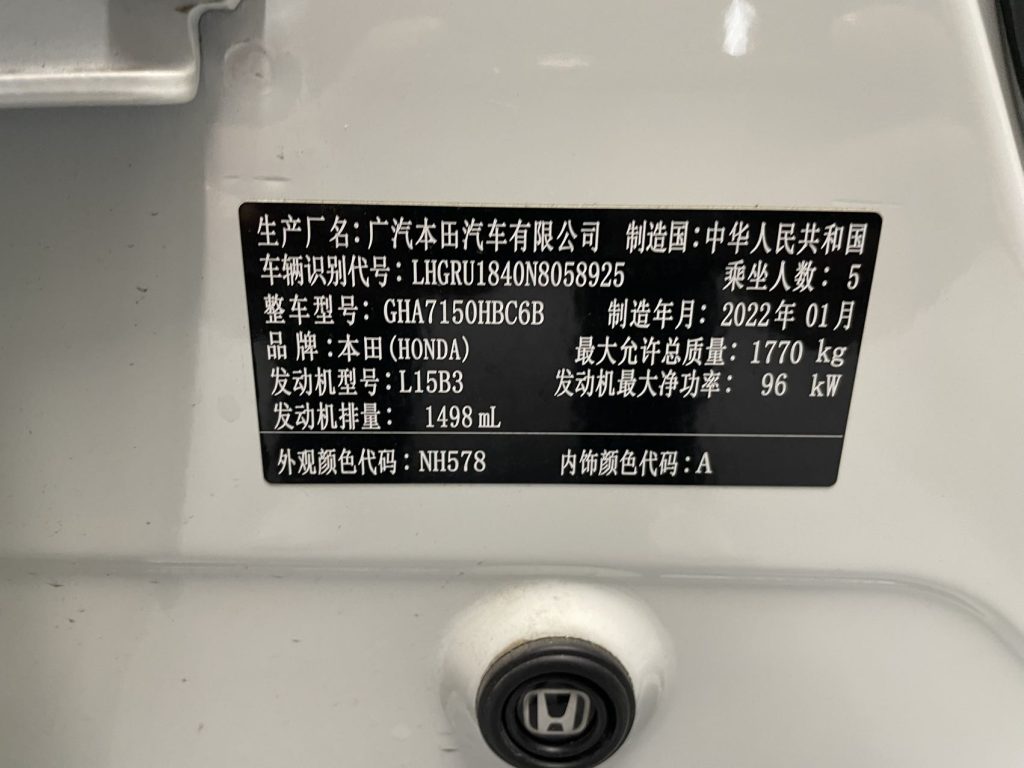 生产厂名：广汽本田汽车有限公司 制造国：中华人民共和国
车辆识别代号：LHGRU1840N8058925 乘坐人数：5
整车型号：GHA7150HBC6B 制造年月：2022年01月
品牌：本田(HONDA) 最大允许总质量：1770 kg
发动机型号：L15B3 发动机最大净功率：96 kW
发动机排量：1498 mL
外观颜色代码：NH578 内饰颜色代码：A